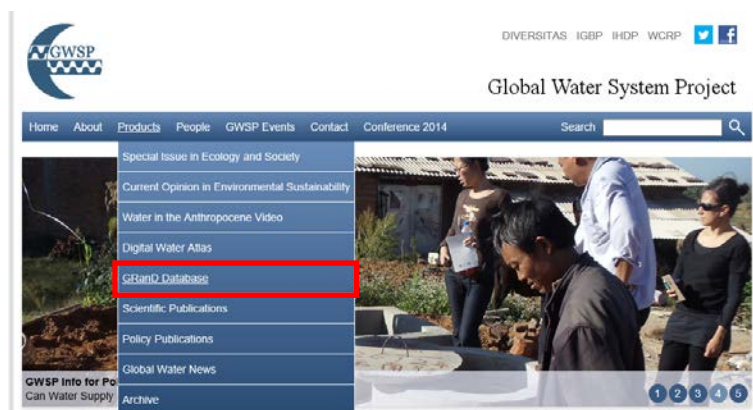 GWSP
DIVERSITAS IGBP IHDP WCRP
Global Water System Project
Home About Products People GWSP Events Contact Conference 2014 Search
Special Issue in Ecology and Society
Current Opinion in Environmental Sustainability
Water in the Anthropocene Video
Digital Water Atlas
GRanD Database
Scientific Publications
Policy Publications
Global Water News
Archive
GWSP Info for
Can Water Supply
1 2 3 4 5